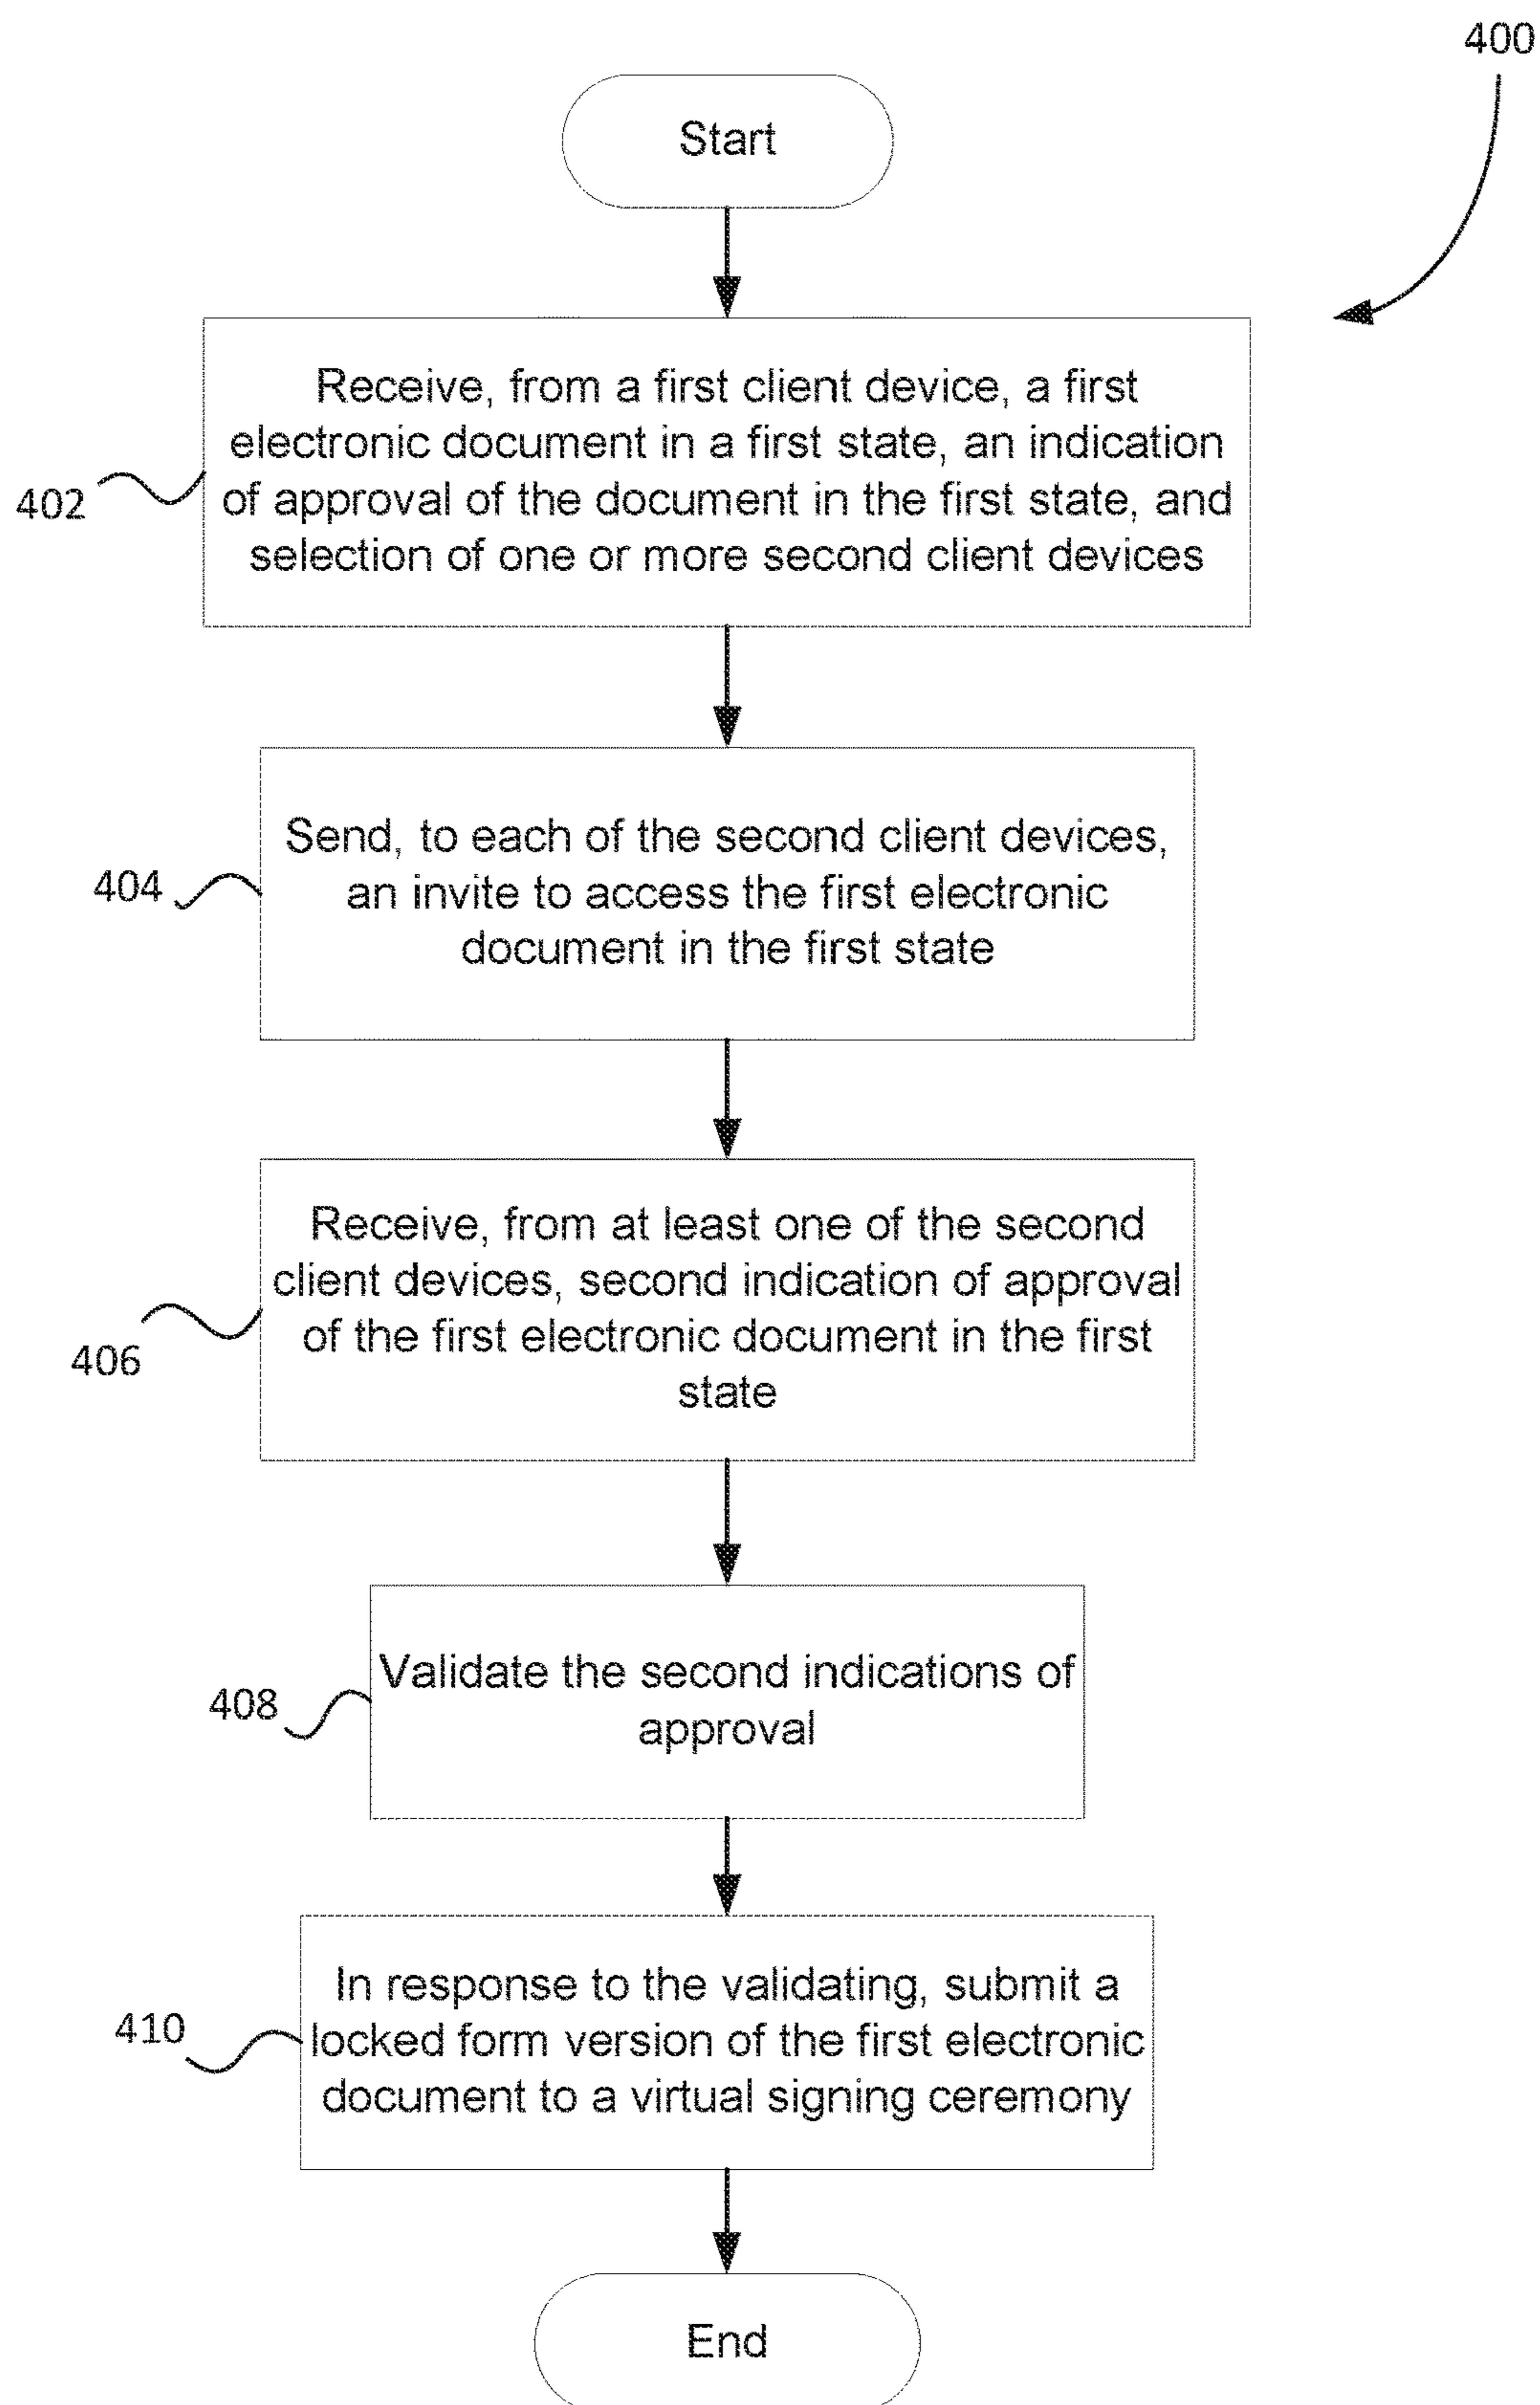 400
Start
Receive, from a first client device, a first
electronic document in a first state, an indication
of approval of the document in the first state, and
selection of one or more second client devices
402
Send, to each of the second client devices,
an invite to access the first electronic
document in the first state
404
Receive, from at least one of the second
client devices, second indication of approval
of the first electronic document in the first
state
406
Validate the second indications of
approval
408
In response to the validating, submit a
locked form version of the first electronic
document to a virtual signing ceremony
410
End